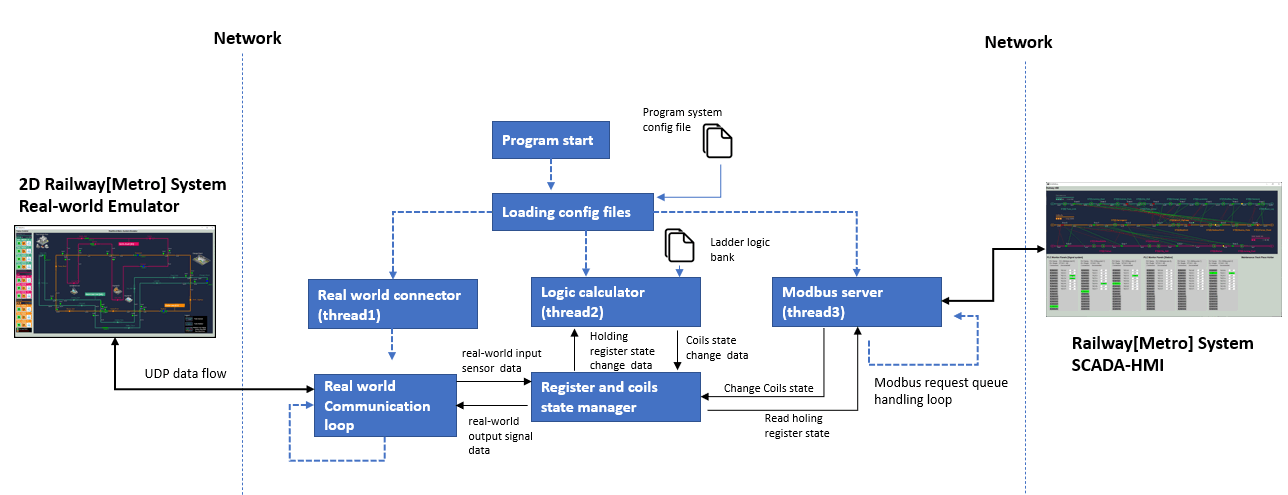 Network
Network
Program system
config file
Program start
2D Railway[Metro] System
Real-world Emulator
Loading config files
Ladder logic
bank
Real world connector
(thread1)
Logic calculator
(thread2)
Modbus server
(thread3)
Holding
register state
change data
Coils state
change data
real-world input
sensor data
Railway[Metro] System
SCADA-HMI
UDP data flow
Real world
Communication
loop
Register and coils
state manager
Change Coils state
Modbus request queue
handling loop
real-world
output signal
data
Read holing
register state